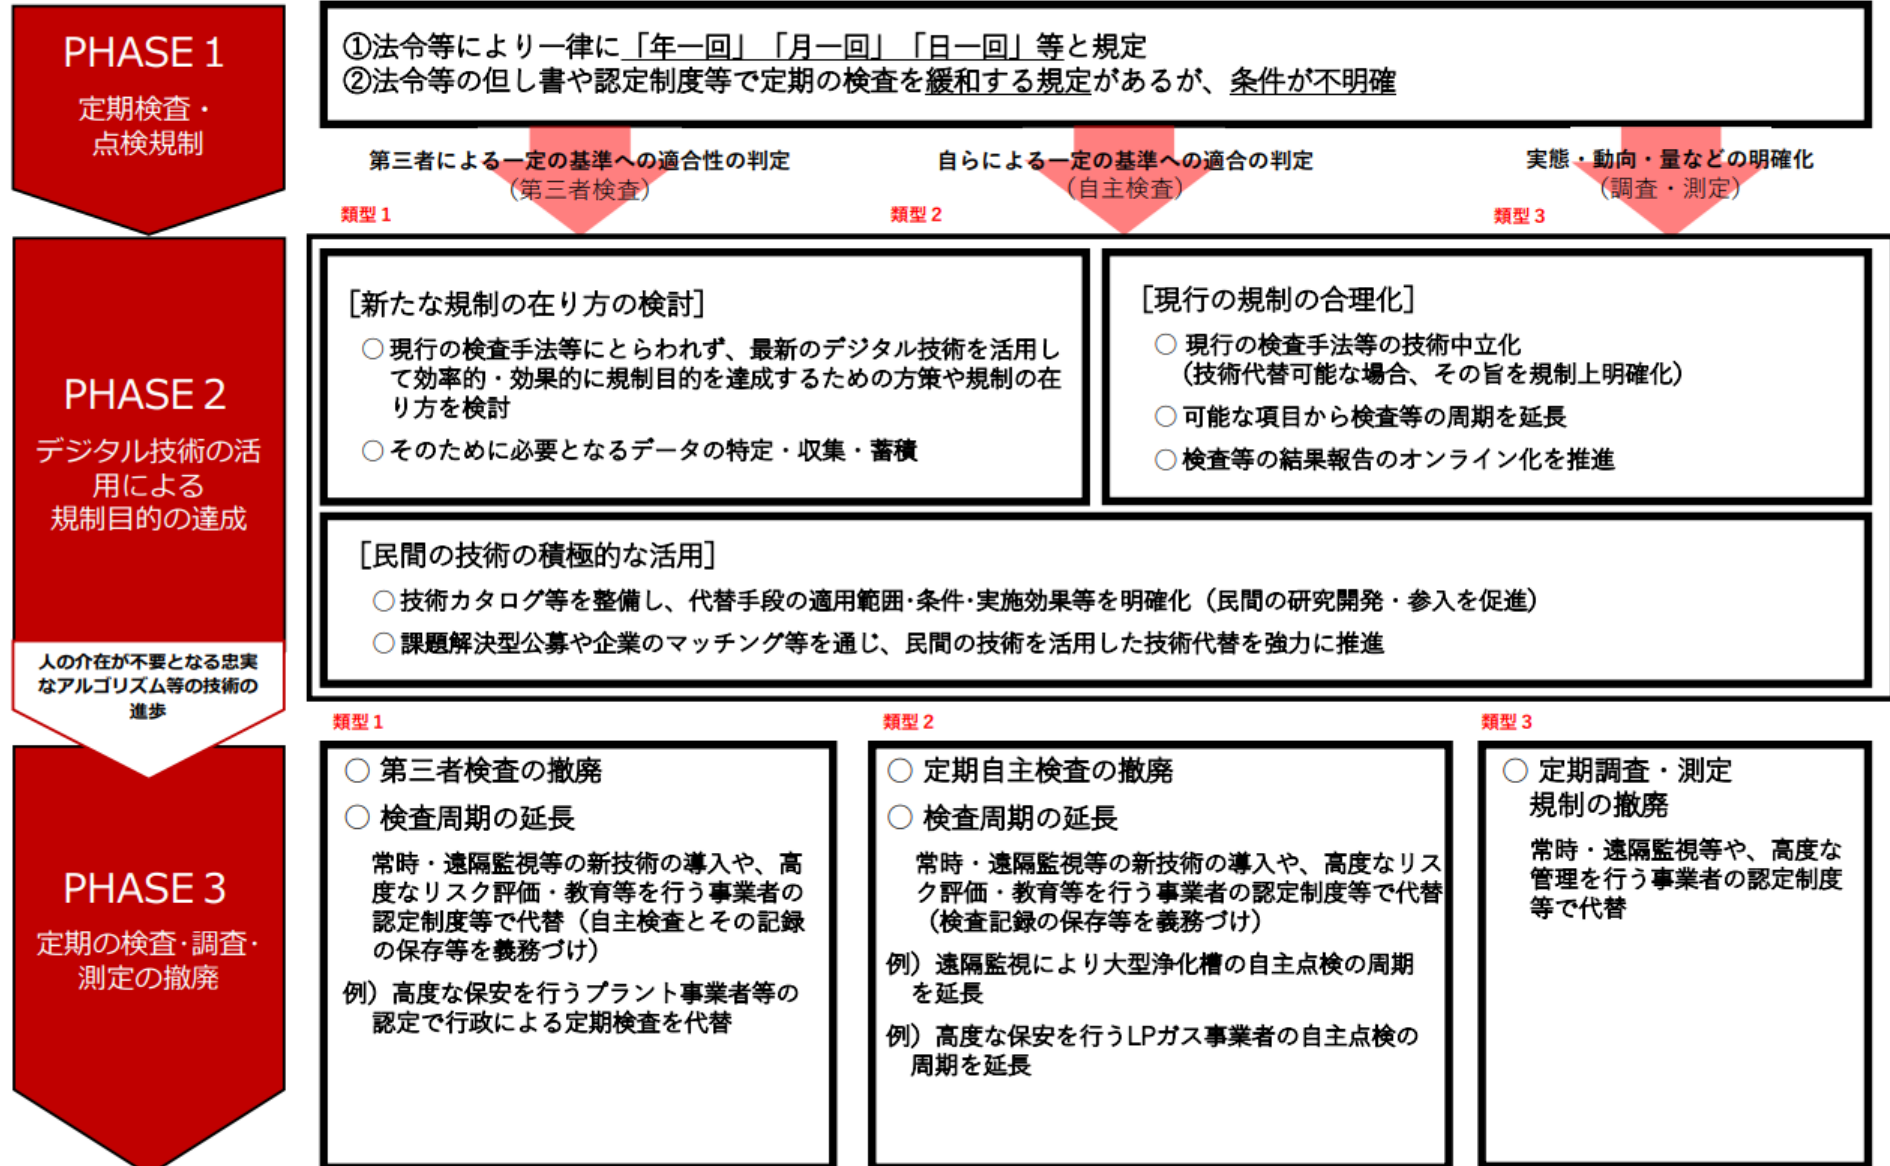 PHASE 1
定期検査・
点検規制
①法令等により一律に「年一回」「月一回」「日一回」等と規定
②法令等の但し書や認定制度等で定期の検査を緩和する規定があるが、条件が不明確
第三者による一定の基準への適合性の判定
（第三者検査）
類型1
自らによる一定の基準への適合の判定
（自主検査）
類型2
実態・動向・量などの明確化
（調査・測定）
類型3
PHASE 2
デジタル技術の活
用による
規制目的の達成
［新たな規制の在り方の検討］
○ 現行の検査手法等にとらわれず、最新のデジタル技術を活用し
て効率的・効果的に規制目的を達成するための方策や規制の在
り方を検討
○ そのために必要となるデータの特定・収集・蓄積
［現行の規制の合理化］
○ 現行の検査手法等の技術中立化
（技術代替可能な場合、その旨を規制上明確化）
○ 可能な項目から検査等の周期を延長
○ 検査等の結果報告のオンライン化を推進
［民間の技術の積極的な活用］
○ 技術カタログ等を整備し、代替手段の適用範囲･条件･実施効果等を明確化（民間の研究開発・参入を促進）
○ 課題解決型公募や企業のマッチング等を通じ、民間の技術を活用した技術代替を強力に推進
人の介在が不要となる忠実
なアルゴリズム等の技術の
進歩
PHASE 3
定期の検査･調査･
測定の撤廃
類型1
○ 第三者検査の撤廃
○ 検査周期の延長
常時・遠隔監視等の新技術の導入や、高
度なリスク評価・教育等を行う事業者の
認定制度等で代替（自主検査とその記録
の保存等を義務づけ）
例）高度な保安を行うプラント事業者等の
認定で行政による定期検査を代替
類型2
○ 定期自主検査の撤廃
○ 検査周期の延長
常時・遠隔監視等の新技術の導入や、高度なリス
ク評価・教育等を行う事業者の認定制度等で代替
（検査記録の保存等を義務づけ）
例）遠隔監視により大型浄化槽の自主点検の周期
を延長
例）高度な保安を行うLPガス事業者の自主点検の
周期を延長
類型3
○ 定期調査・測定
規制の撤廃
常時・遠隔監視等や、高度な
管理を行う事業者の認定制度
等で代替